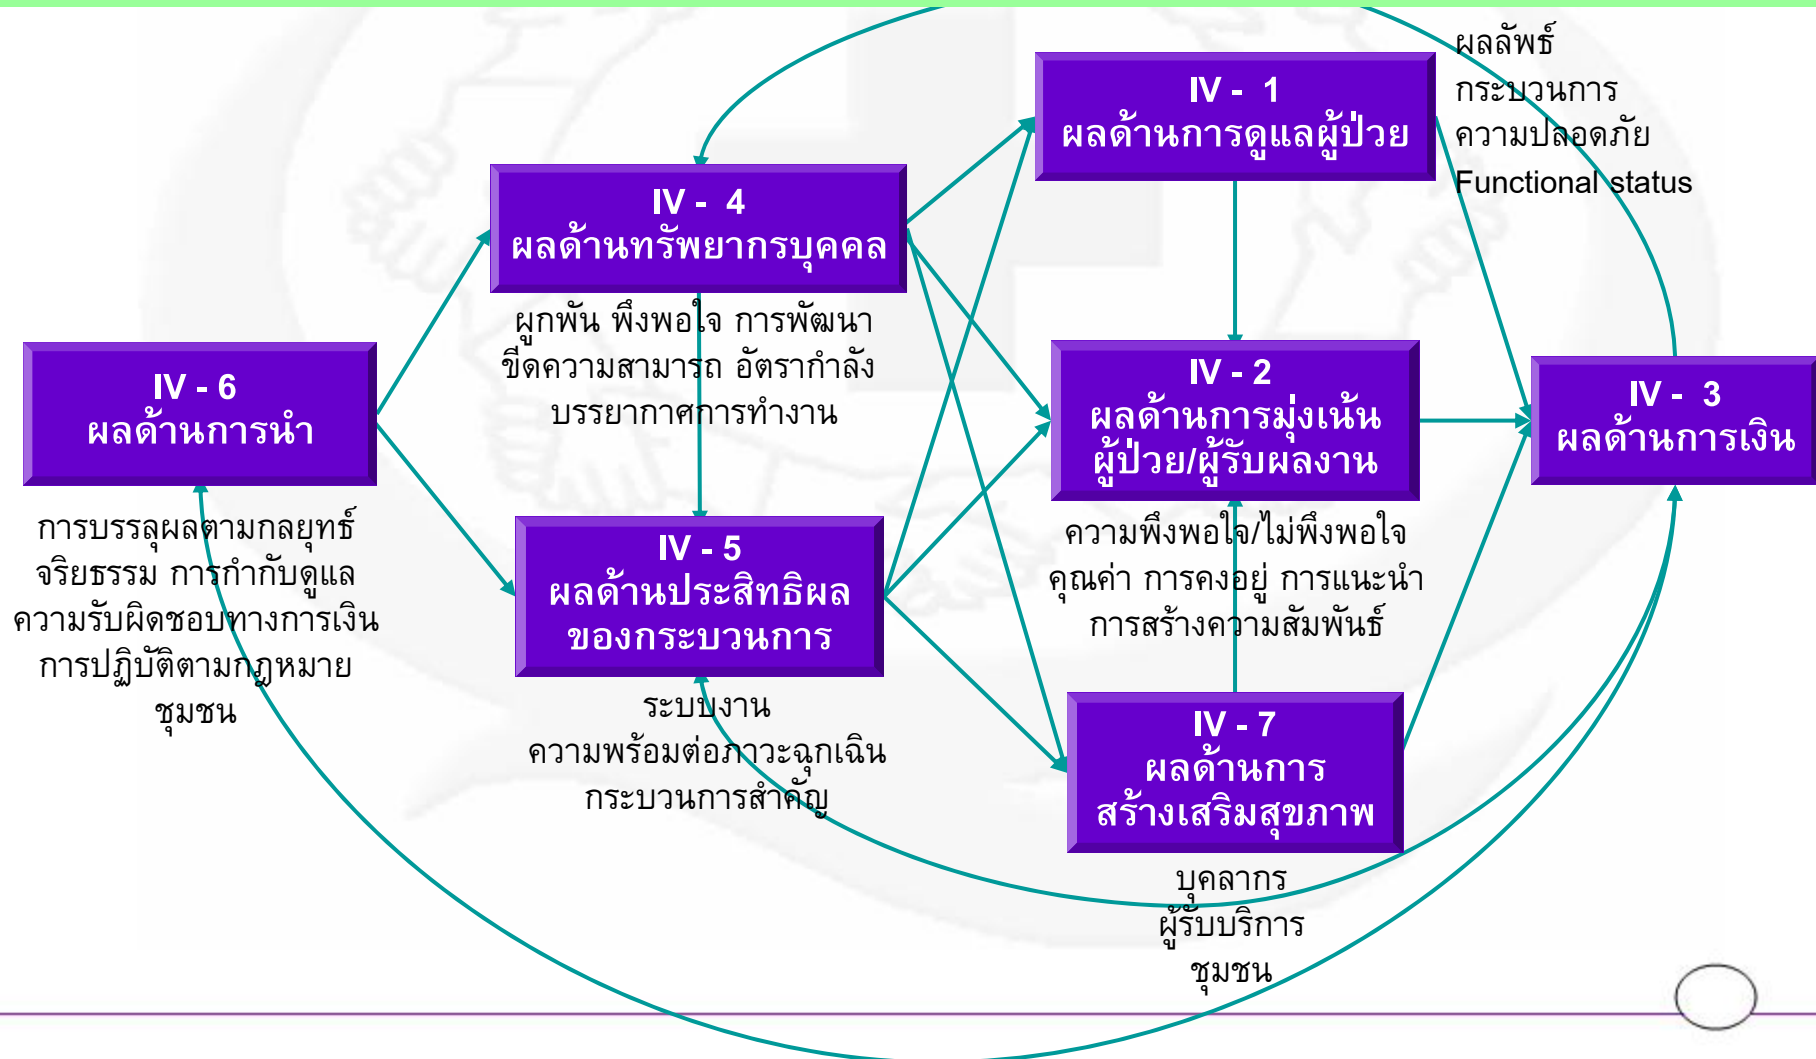 ผลลัพธ์
กระบวนการ
ความปลอดภัย
Functional status
IV - 1
ผลด้านการดูแลผู้ป่วย
IV - 4
ผลด้านทรัพยากรบุคคล
ผูกพัน พึงพอใจ การพัฒนา
ขีดความสามารถ อัตรากำลัง
บรรยากาศการทำงาน
IV - 6
ผลด้านการนำ
การบรรลุผลตามกลยุทธ์
จริยธรรม การกำกับดูแล
ความรับผิดชอบทางการเงิน
การปฏิบัติตามกฎหมาย
ชุมชน
IV - 2
ผลด้านการมุ่งเน้น
ผู้ป่วย/ผู้รับผลงาน
ความพึงพอใจ/ไม่พึงพอใจ
คุณค่า การคงอยู่ การแนะนำ
การสร้างความสัมพันธ์
IV - 3
ผลด้านการเงิน
IV - 5
ผลด้านประสิทธิผล
ของกระบวนการ
ระบบงาน
ความพร้อมต่อภาวะฉุกเฉิน
กระบวนการสำคัญ
IV - 7
ผลด้านการ
สร้างเสริมสุขภาพ
บุคลากร
ผู้รับบริการ
ชุมชน